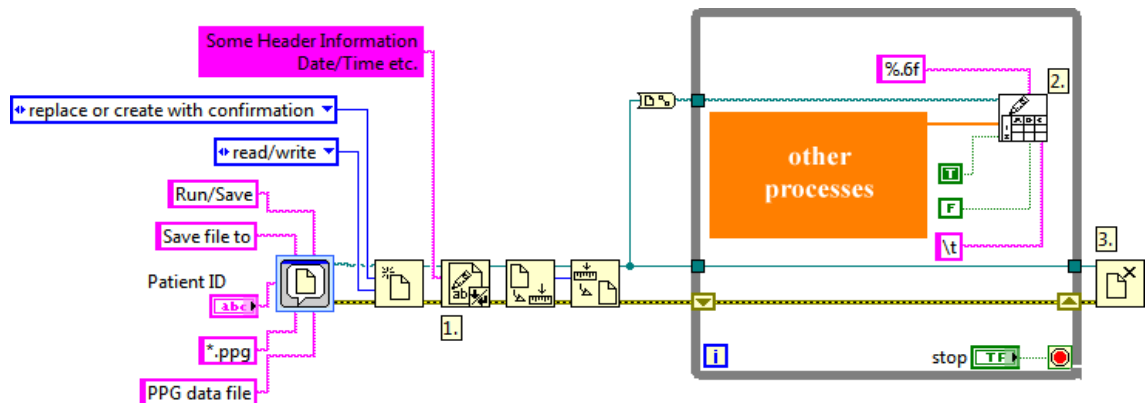 Some Header Information
Date/Time etc.
replace or create with confirmation
read/write
Run/Save
Save file to
Patient ID
abc
*.ppg
PPG data file
1.
ab
%.6f
2.
other
processes
T
F
\t
3.
i
stop
TF